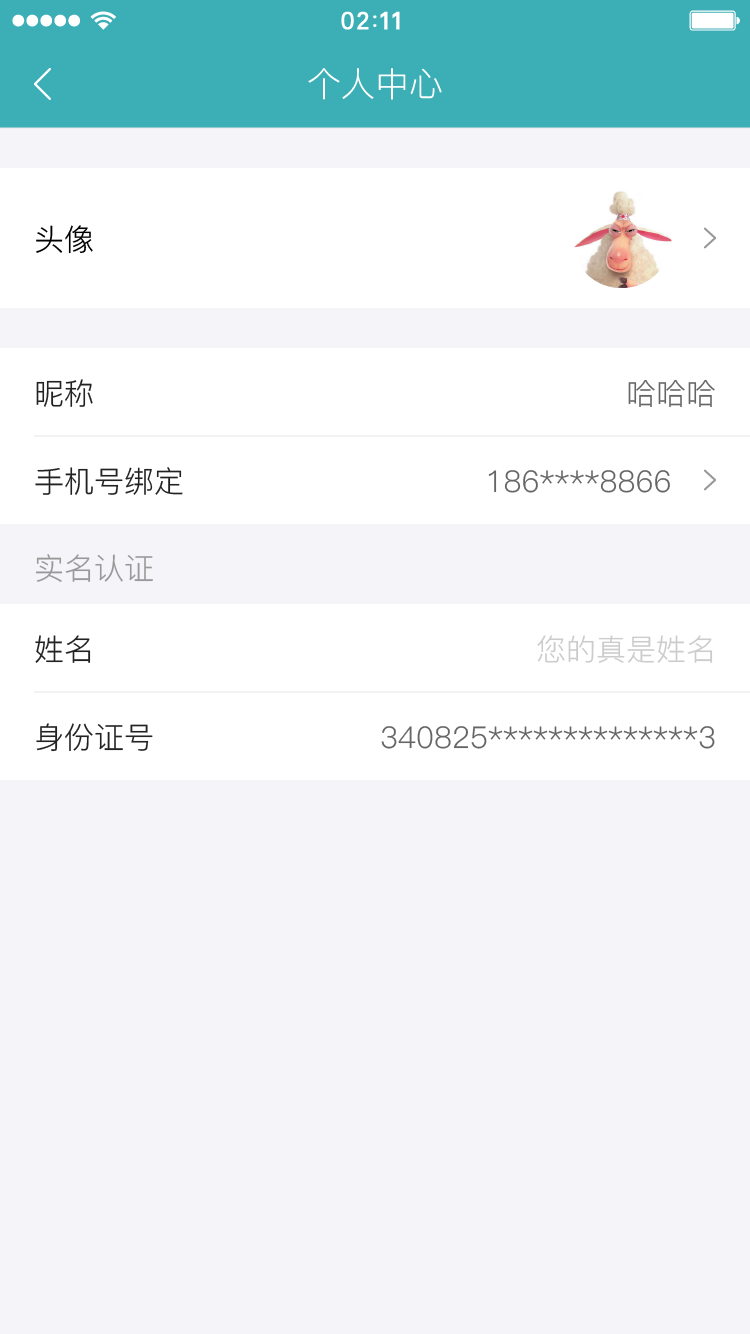 02:11
个人中心
头像
昵称 哈哈哈
手机号绑定 186****8866
实名认证
姓名 您的真是姓名
身份证号 340825**************3